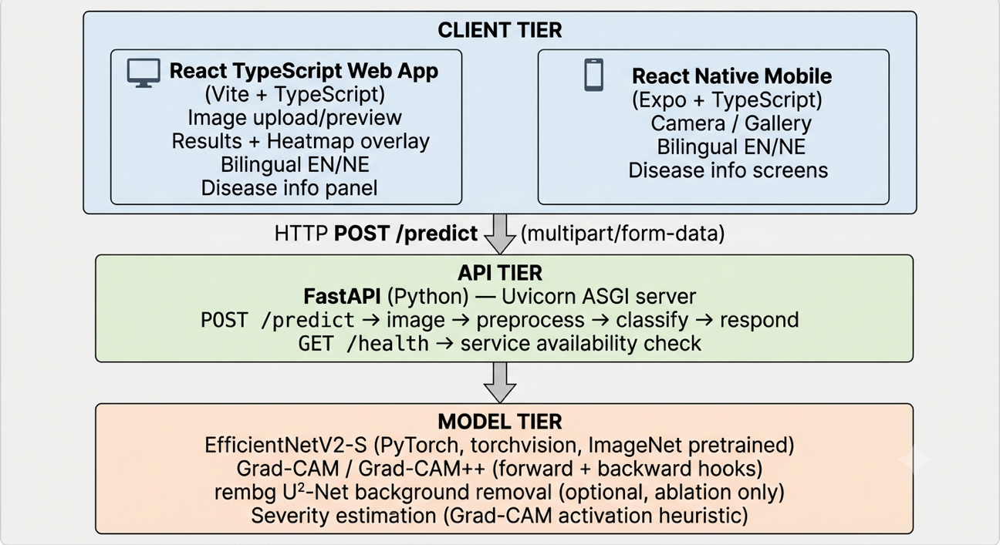 CLIENT TIER
React TypeScript Web App
(Vite + TypeScript)
Image upload/preview
Results + Heatmap overlay
Bilingual EN/NE
Disease info panel
React Native Mobile
(Expo + TypeScript)
Camera / Gallery
Bilingual EN/NE
Disease info screens
HTTP POST /predict (multipart/form-data)
API TIER
FastAPI (Python) — Uvicorn ASGI server
POST /predict → image → preprocess → classify → respond
GET /health → service availability check
MODEL TIER
EfficientNetV2-S (PyTorch, torchvision, ImageNet pretrained)
Grad-CAM / Grad-CAM++ (forward + backward hooks)
rembg U²-Net background removal (optional, ablation only)
Severity estimation (Grad-CAM activation heuristic)